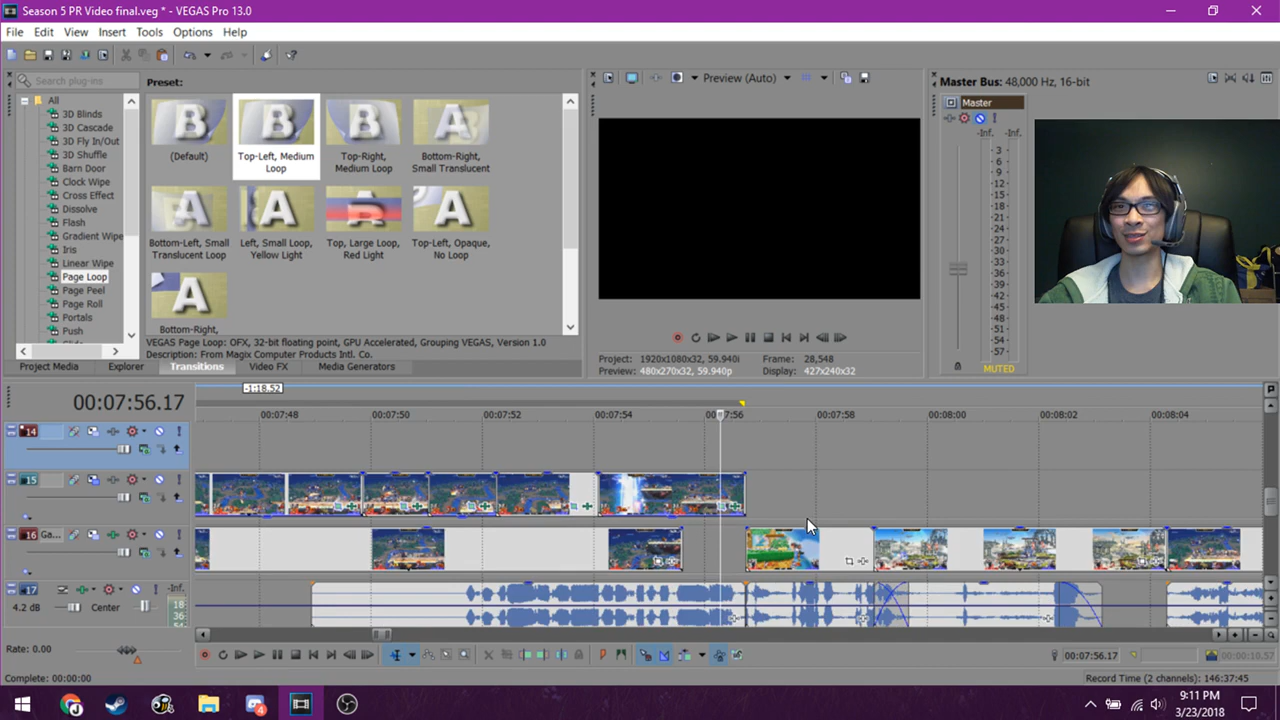 Season 5 PR Video final.veg * - VEGAS Pro 13.0
File Edit View Insert Tools Options Help
Search plug-ins
All
3D Blinds
3D Cascade
3D Fly In/Out
3D Shuffle
Barn Door
Clock Wipe
Cross Effect
Dissolve
Flash
Gradient Wipe
Iris
Linear Wipe
Page Loop
Page Peel
Page Roll
Portals
Push
Preset:
(Default)
Top-Left, Medium Loop
Top-Right, Medium Loop
Bottom-Right, Small Translucent
Bottom-Left, Small Translucent Loop
Left, Small Loop, Yellow Light
Top, Large Loop, Red Light
Top-Left, Opaque, No Loop
Bottom-Right,
VEGAS Page Loop: OFX, 32-bit floating point, GPU Accelerated, Grouping VEGAS, Version 1.0
Description: From Magix Computer Products Intl. Co.
Project Media Explorer Transitions Video FX Media Generators
Preview (Auto)
Project: 1920x1080x32, 59.940i Frame: 28,548
Preview: 480x270x32, 59.940p Display: 427x240x32
Master Bus: 48,000 Hz, 16-bit
Master
-Inf. -Inf.
3
6
9
12
15
18
21
24
27
30
33
36
39
42
45
48
51
54
57
MUTED
-1:18.52
00:07:56.17
00:07:48 00:07:50 00:07:52 00:07:54 00:07:56 00:07:58 00:08:00 00:08:02 00:08:04
14
15
16 Ga...
17 -Inf.
4.2 dB Center 18
36
54
Rate: 0.00
00:07:56.17 00:00:10.57
Complete: 00:00:00 Record Time (2 channels): 146:37:45
4
9:11 PM
3/23/2018